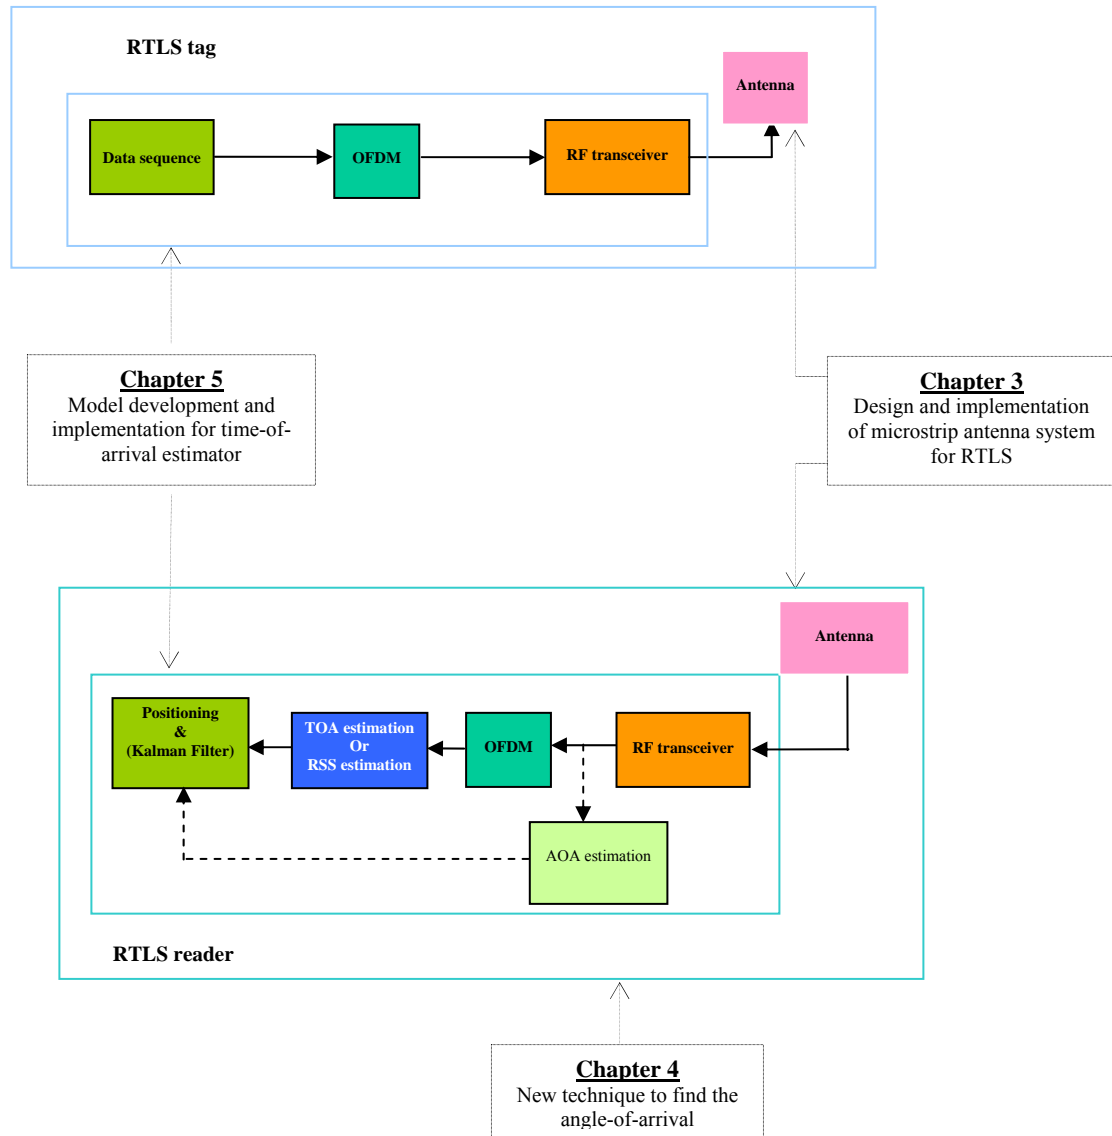 RTLS tag
Antenna
Data sequence
OFDM
RF transceiver
Chapter 5
Model development and
implementation for time-of-
arrival estimator
Chapter 3
Design and implementation
of microstrip antenna system
for RTLS
Antenna
Positioning
&
(Kalman Filter)
TOA estimation
Or
RSS estimation
OFDM
RF transceiver
AOA estimation
RTLS reader
Chapter 4
New technique to find the
angle-of-arrival